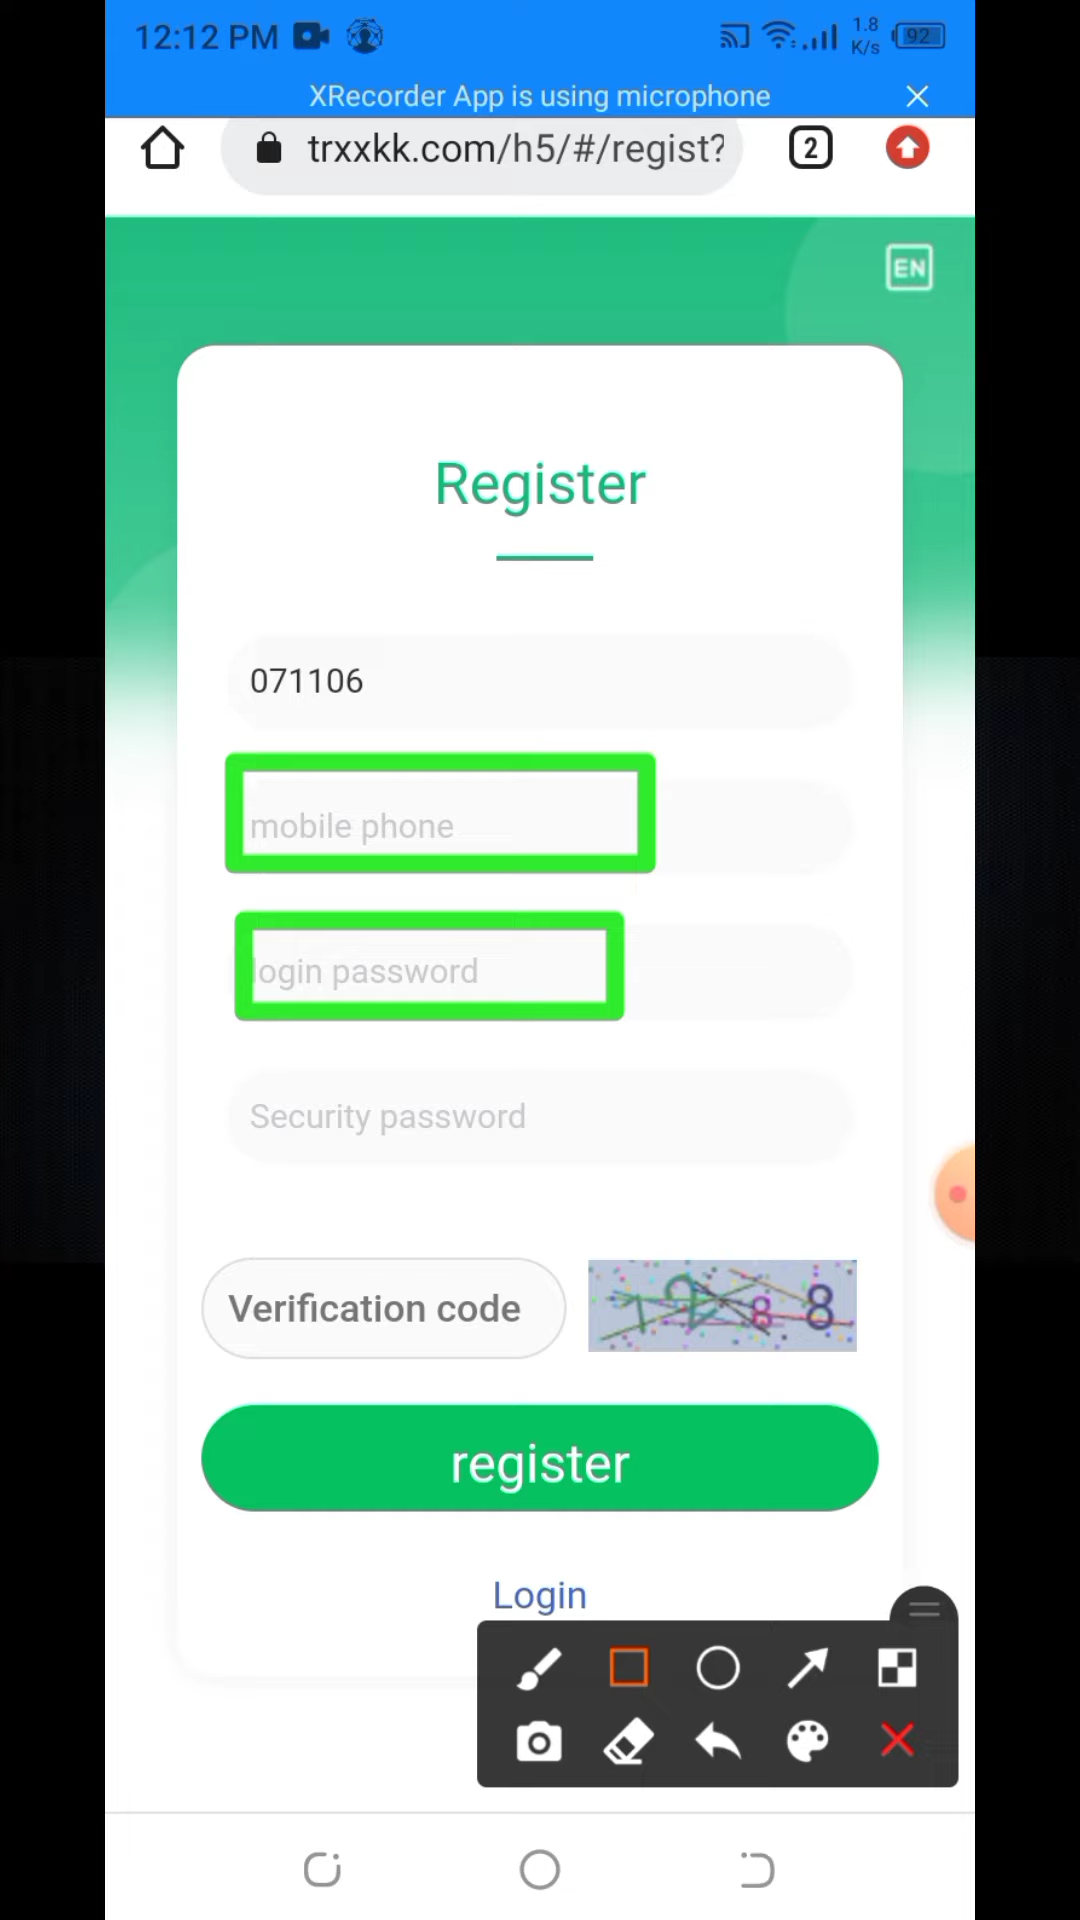 12:12 PM
1.8
K/s
92
XRecorder App is using microphone
trxxkk.com/h5/#/regist?
2
EN
Register
071106
mobile phone
login password
Security password
Verification code
1288
register
Login